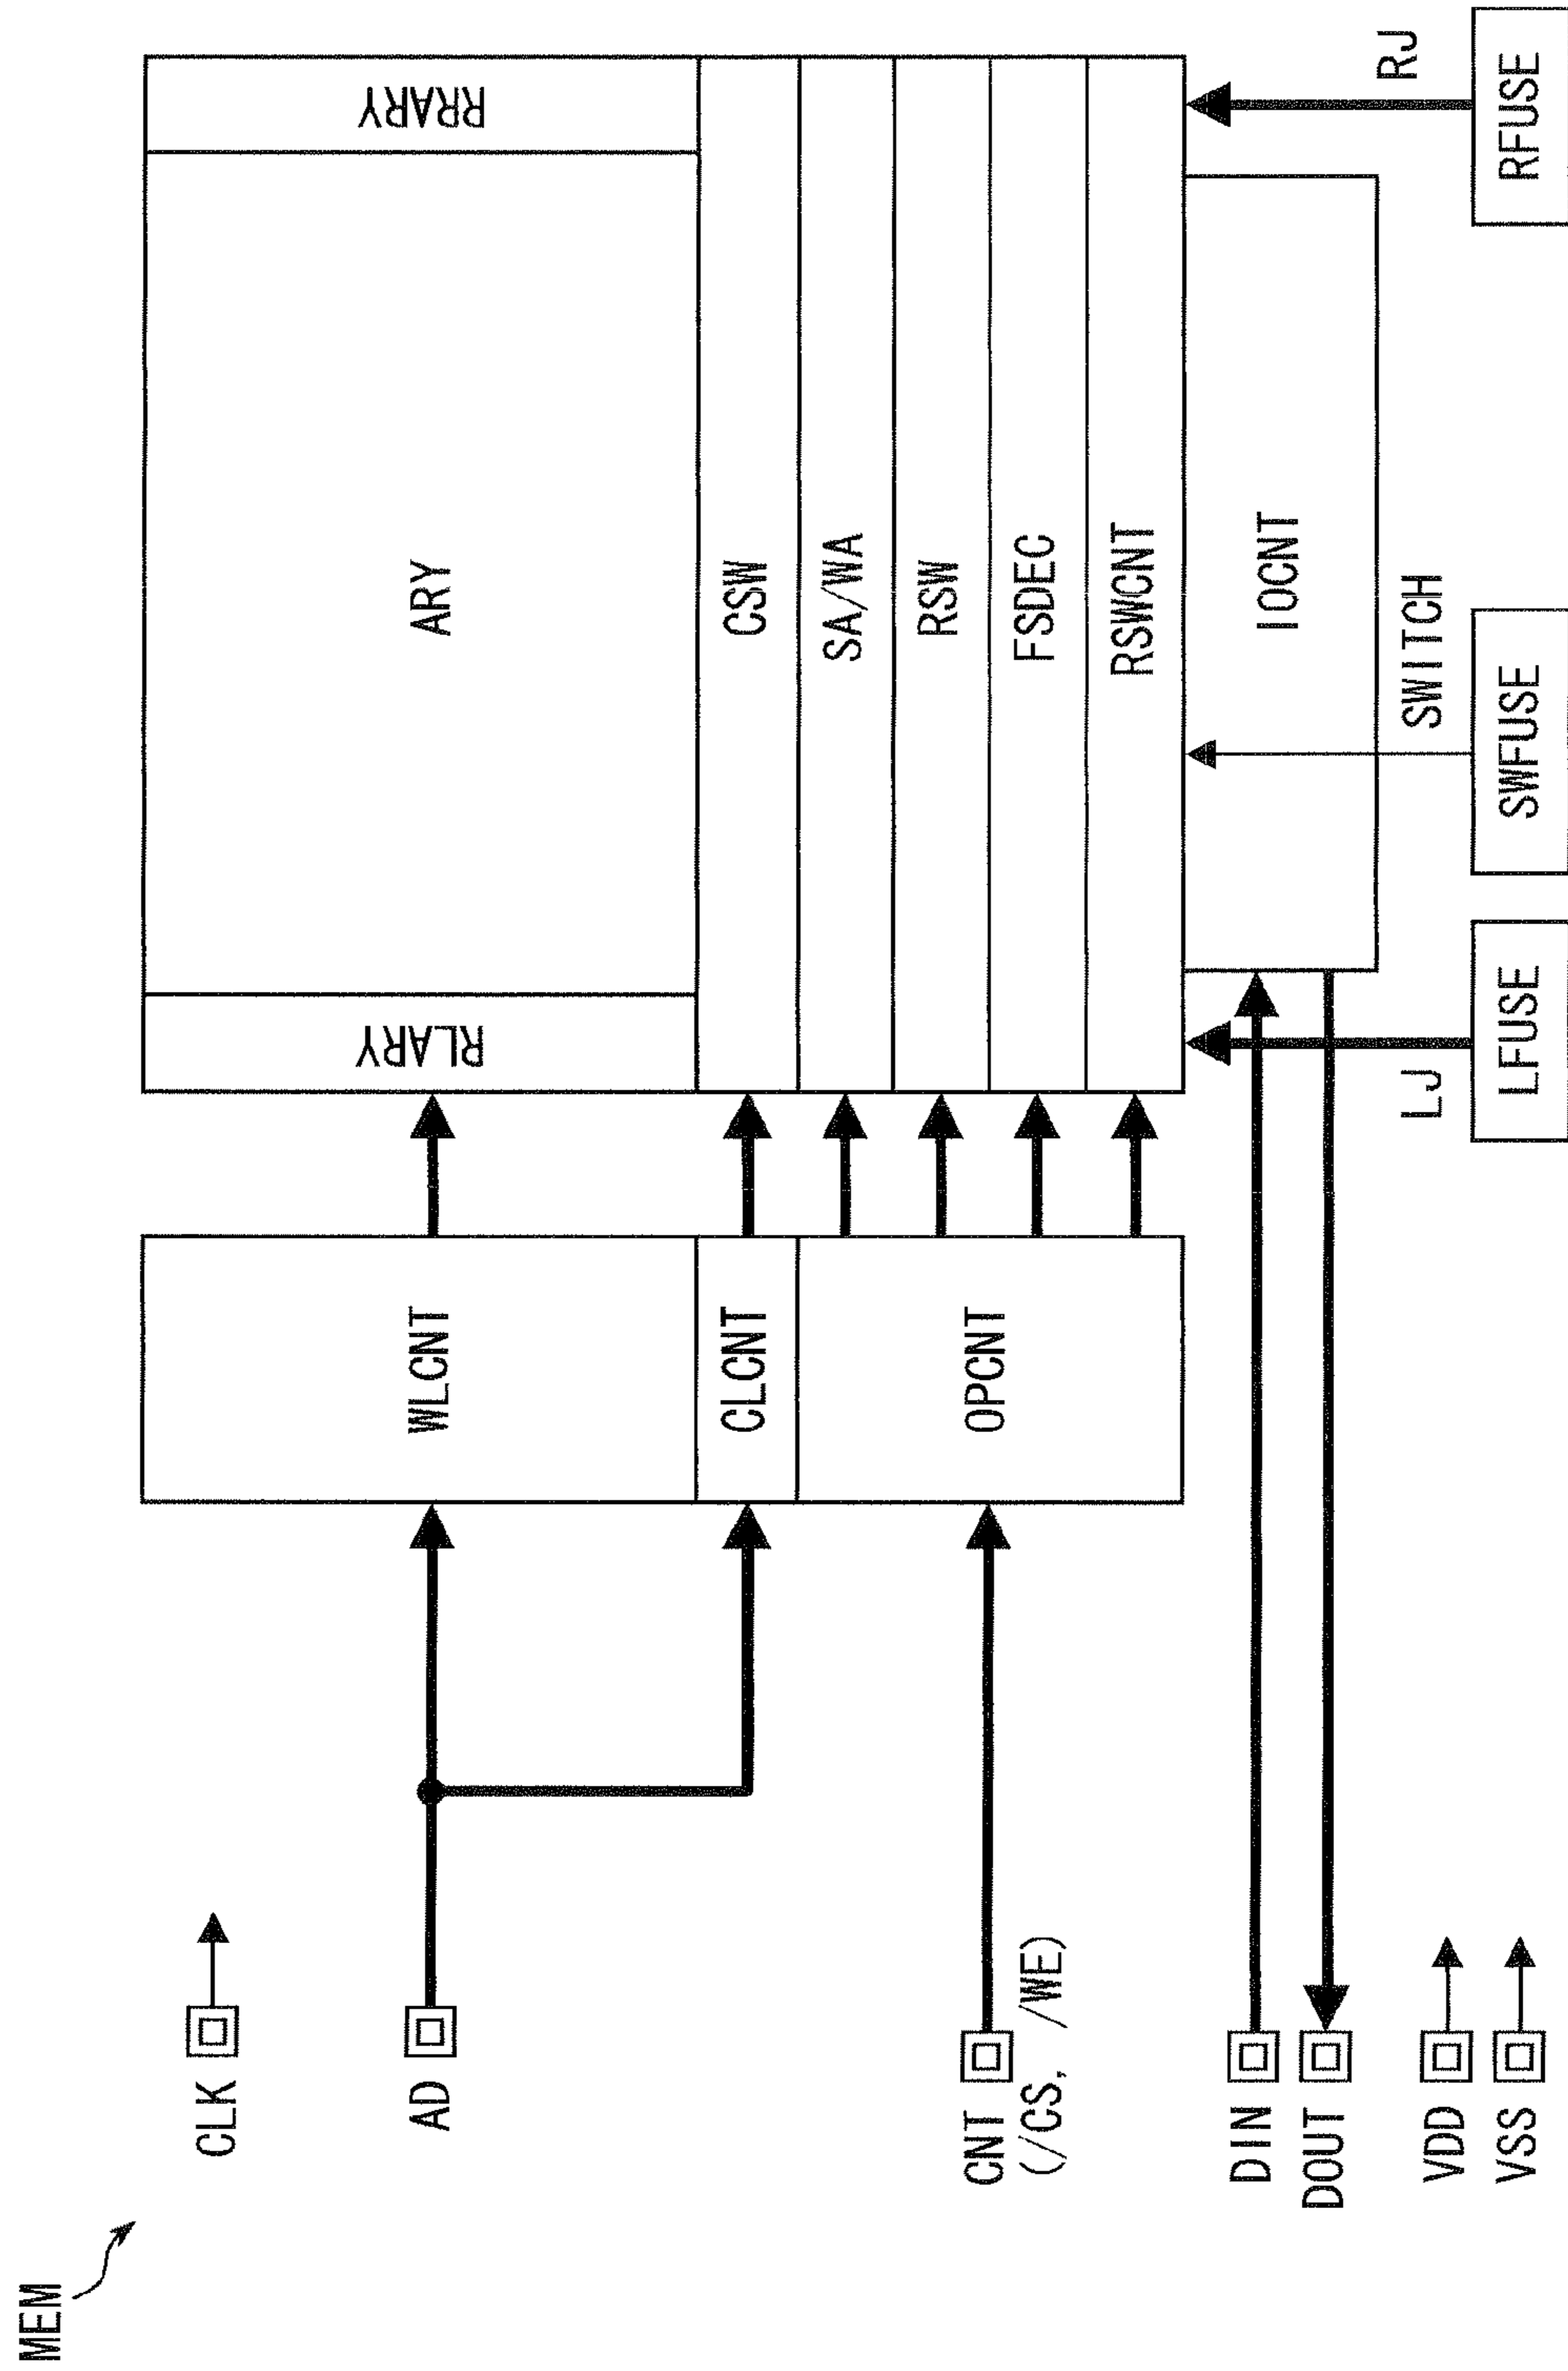 MEM
CLK
AD
CNT
(/CS, /WE)
DIN
DOUT
VDD
VSS
WLCNT
CLCNT
OPCNT
RLARY
ARY
RRARY
CSW
SA/WA
RSW
FSDEC
RSWCNT
IOCNT
LJ
SWITCH
RJ
LFUSE
SWFUSE
RFUSE